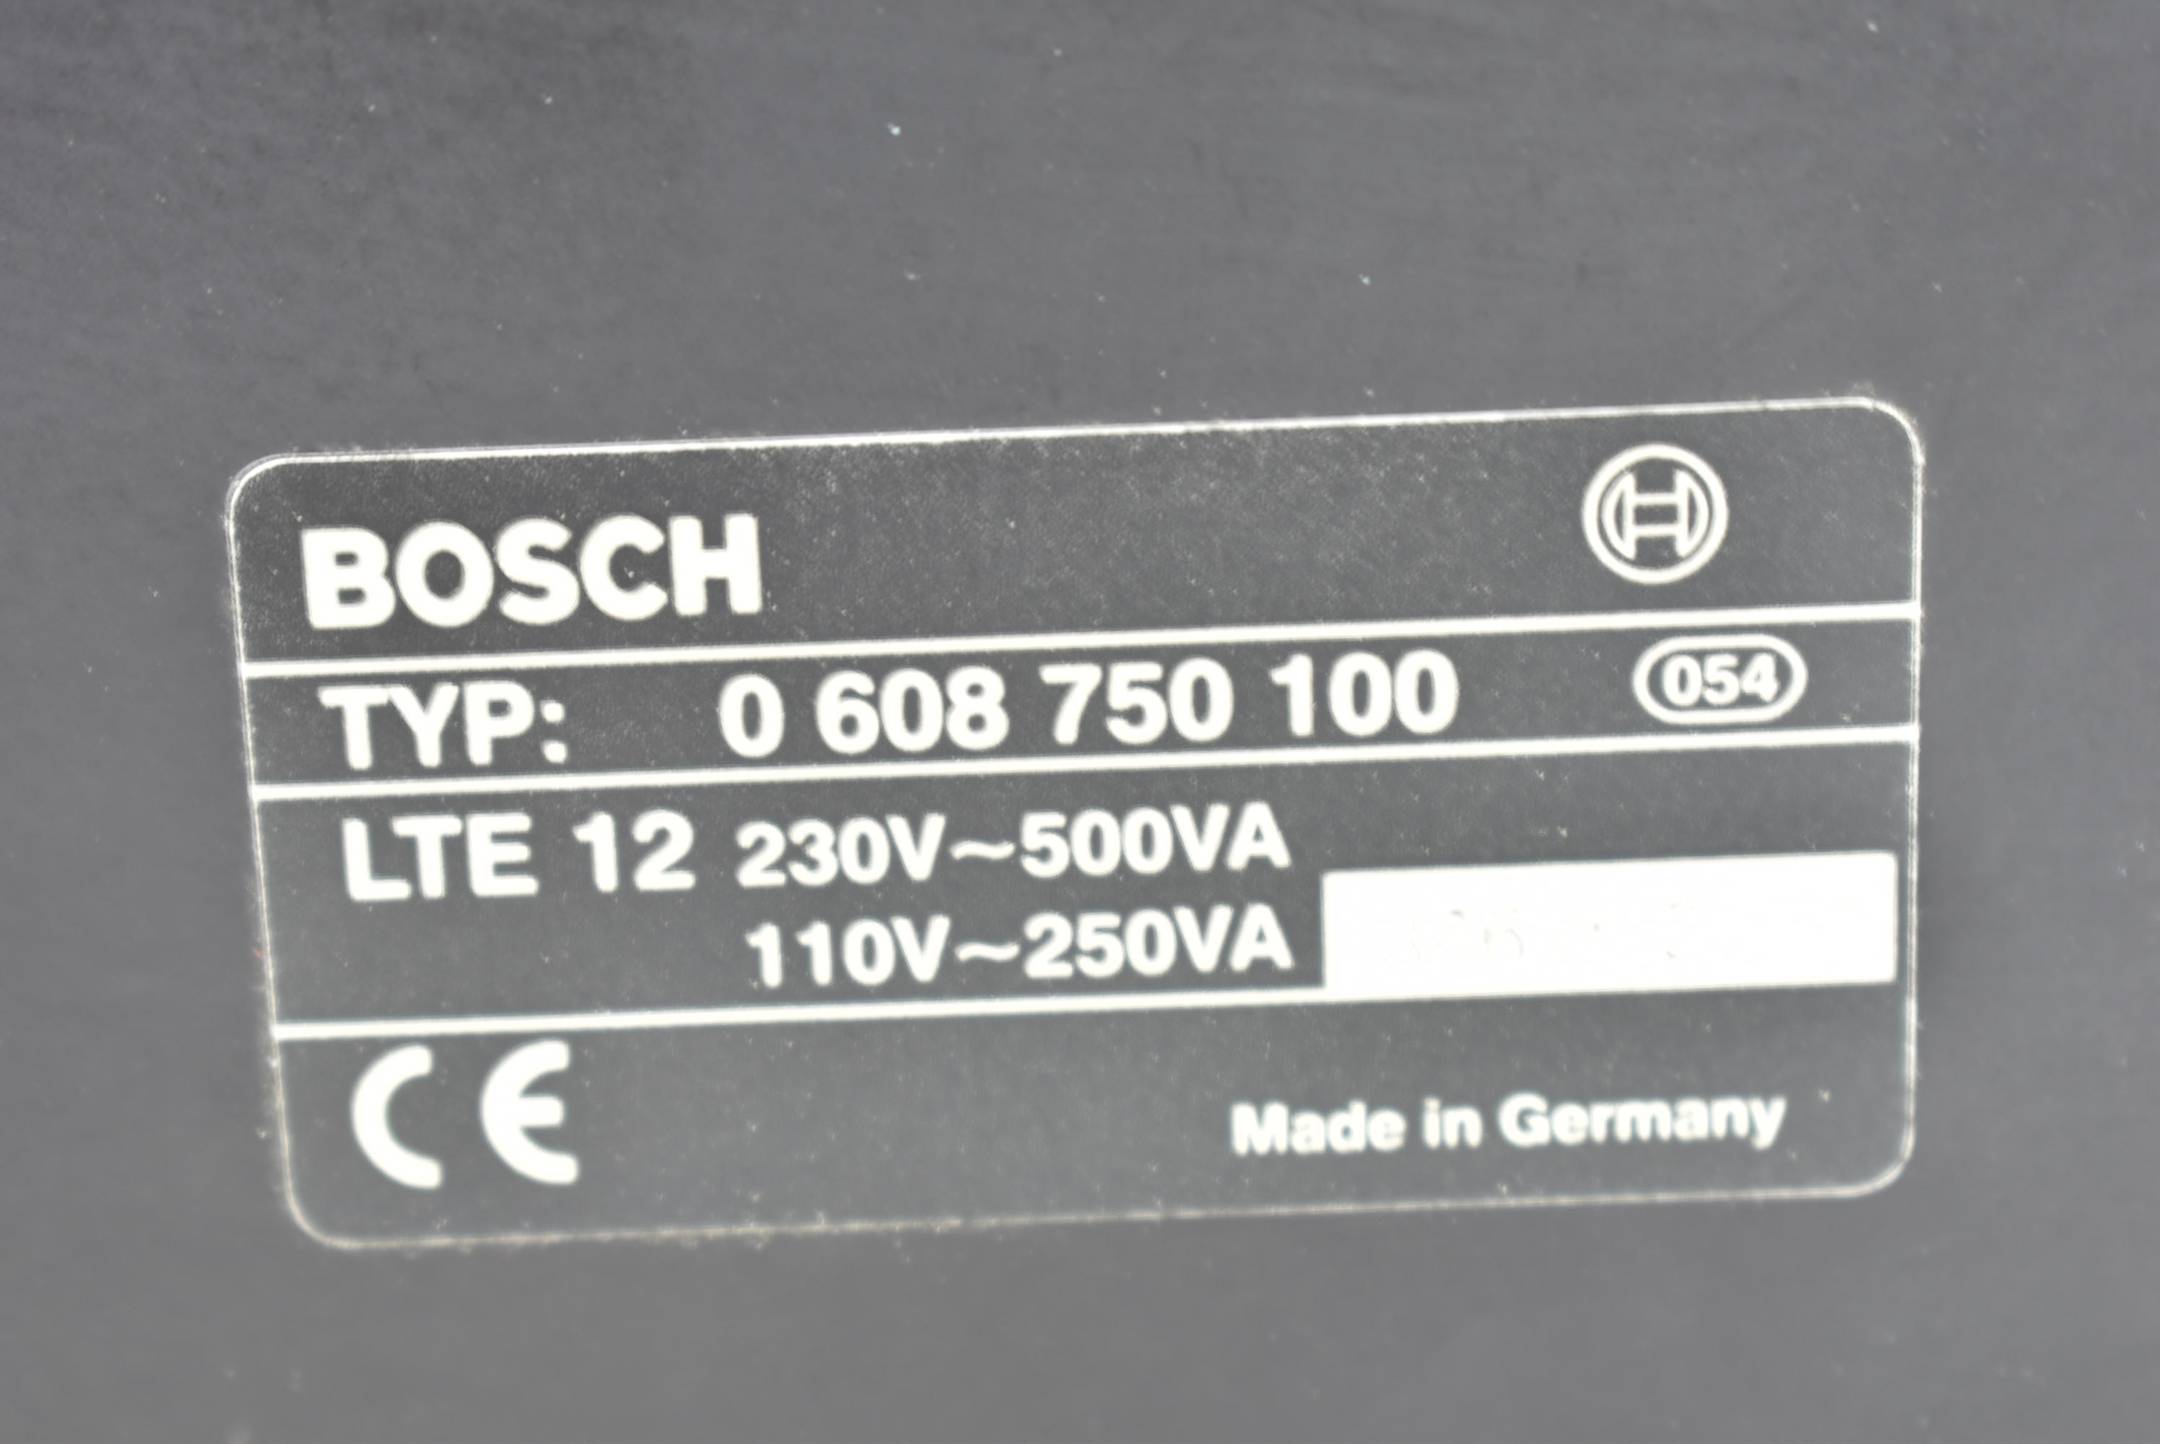 BOSCH
TYP: 0 608 750 100 054
LTE 12 230V~500VA
110V~250VA
CE
Made in Germany